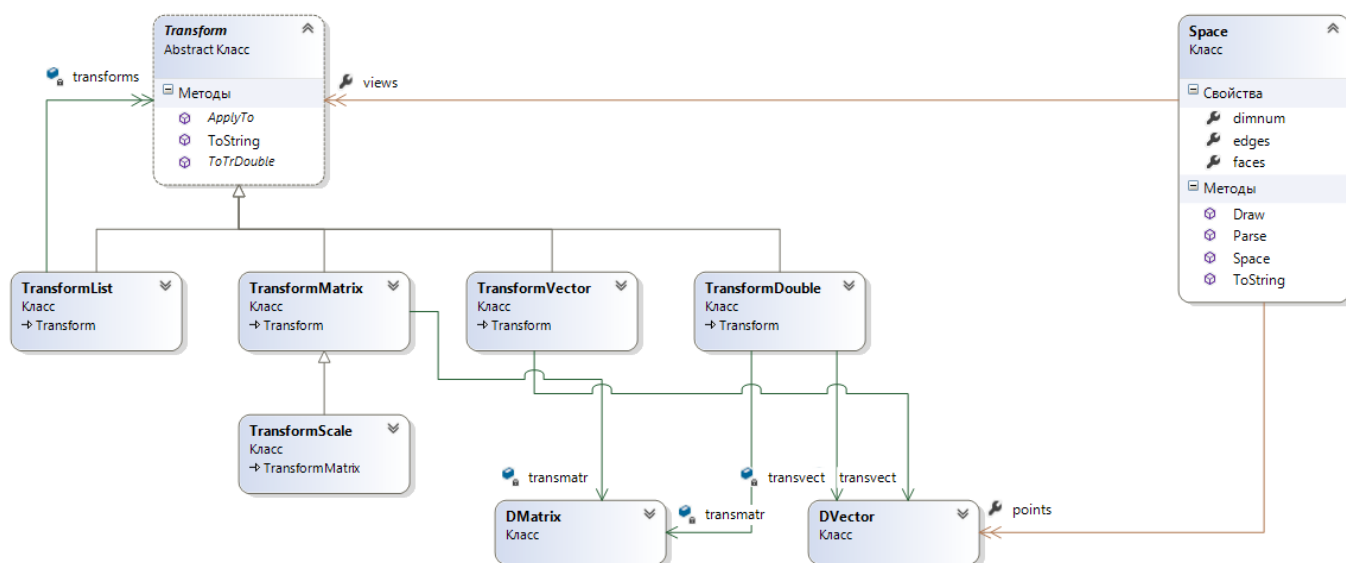 Transform
Abstract Класс
Методы
ApplyTo
ToString
ToTrDouble
transforms
views
Space
Класс
Свойства
dimnum
edges
faces
Методы
Draw
Parse
Space
ToString
TransformList
Класс
Transform
TransformMatrix
Класс
Transform
TransformVector
Класс
Transform
TransformDouble
Класс
Transform
TransformScale
Класс
TransformMatrix
transmatr
transvect
transvect
transmatr
points
DMatrix
Класс
DVector
Класс